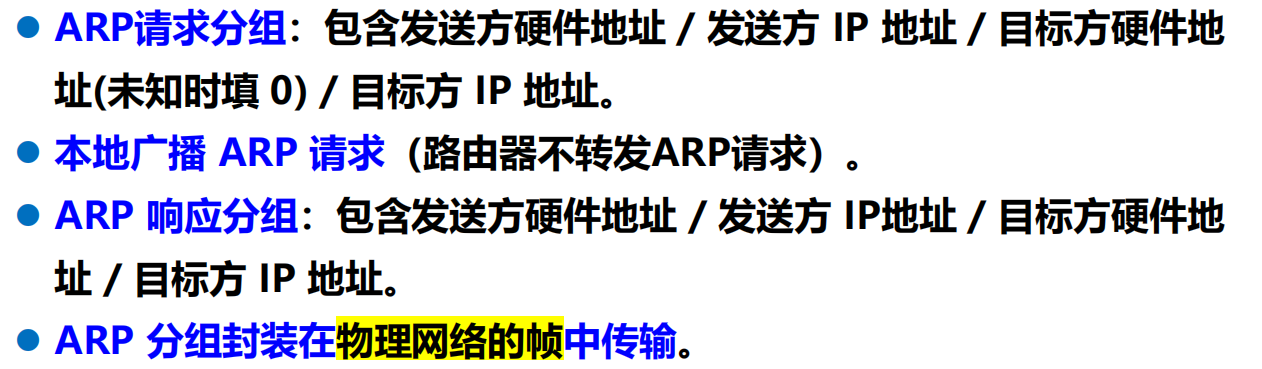 ● ARP请求分组：包含发送方硬件地址 / 发送方 IP 地址 / 目标方硬件地
址(未知时填 0) / 目标方 IP 地址。
● 本地广播 ARP 请求（路由器不转发ARP请求）。
● ARP 响应分组：包含发送方硬件地址 / 发送方 IP地址 / 目标方硬件地
址 / 目标方 IP 地址。
● ARP 分组封装在物理网络的帧中传输。